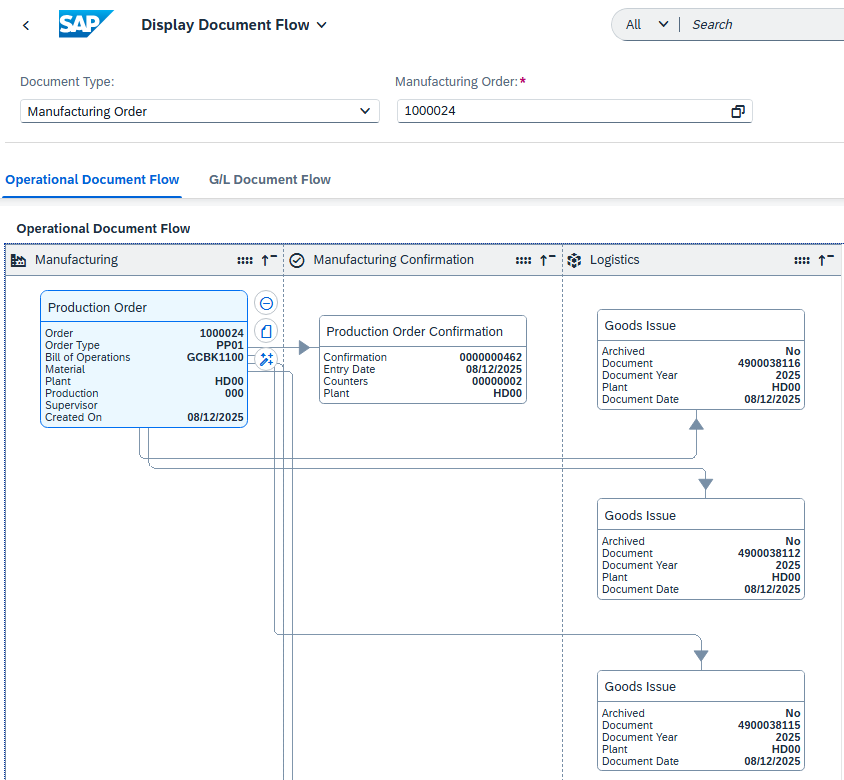 SAP Display Document Flow All Search
Document Type: Manufacturing Order:*
Manufacturing Order 1000024
Operational Document Flow G/L Document Flow
Operational Document Flow
Manufacturing Manufacturing Confirmation Logistics
Production Order
Order 1000024
Order Type PP01
Bill of Operations GCBK1100
Material
Plant HD00
Production 000
Supervisor
Created On 08/12/2025
Production Order Confirmation
Confirmation 0000000462
Entry Date 08/12/2025
Counters 00000002
Plant HD00
Goods Issue
Archived No
Document 4900038116
Document Year 2025
Plant HD00
Document Date 08/12/2025
Goods Issue
Archived No
Document 4900038112
Document Year 2025
Plant HD00
Document Date 08/12/2025
Goods Issue
Archived No
Document 4900038115
Document Year 2025
Plant HD00
Document Date 08/12/2025